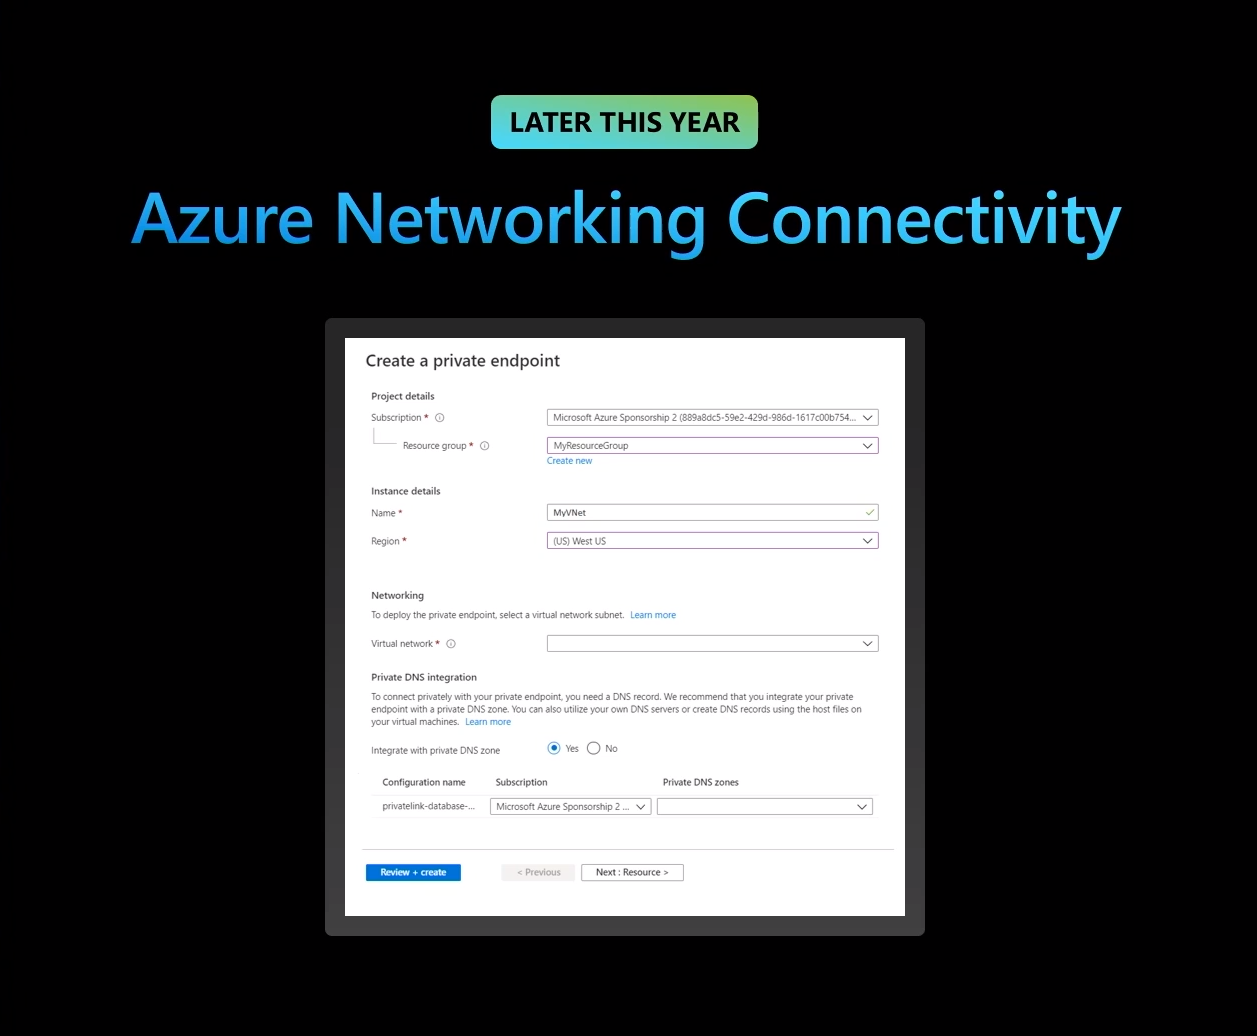 LATER THIS YEAR
Azure Networking Connectivity
Create a private endpoint
Project details
Subscription *
Microsoft Azure Sponsorship 2 (889a8dc5-59e2-429d-986d-1617c00b754...
Resource group *
MyResourceGroup
Create new
Instance details
Name *
MyVNet
Region *
(US) West US
Networking
To deploy the private endpoint, select a virtual network subnet. Learn more
Virtual network *
Private DNS integration
To connect privately with your private endpoint, you need a DNS record. We recommend that you integrate your private
endpoint with a private DNS zone. You can also utilize your own DNS servers or create DNS records using the host files on
your virtual machines. Learn more
Integrate with private DNS zone
Yes No
Configuration name Subscription Private DNS zones
privatelink-database-... Microsoft Azure Sponsorship 2 ...
Review + create < Previous Next : Resource >